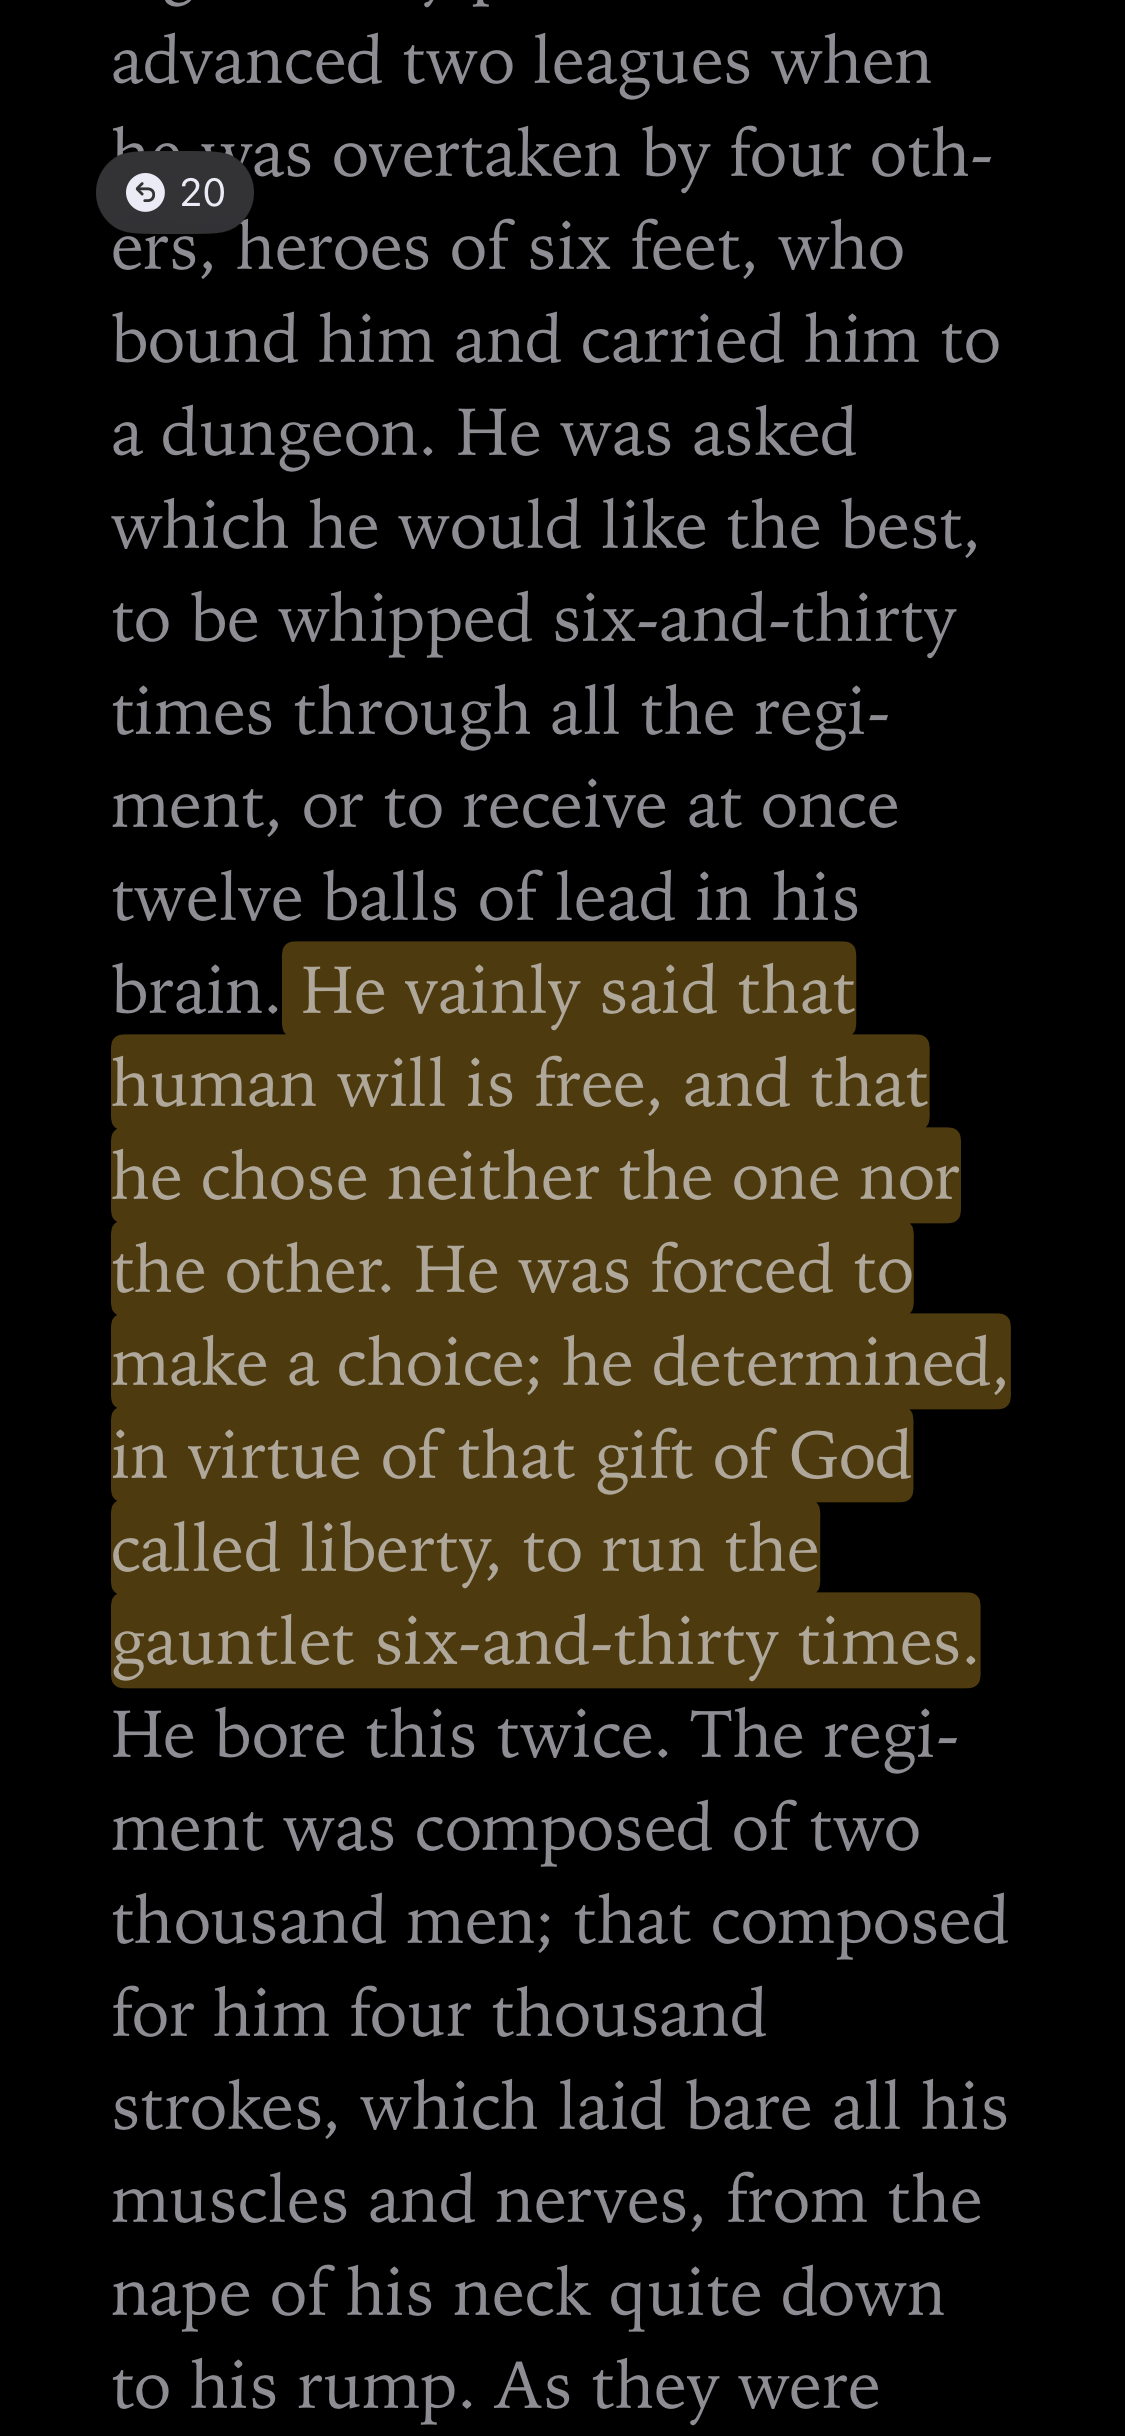 advanced two leagues when
he was overtaken by four oth-
20
ers, heroes of six feet, who
bound him and carried him to
a dungeon. He was asked
which he would like the best,
to be whipped six-and-thirty
times through all the regi-
ment, or to receive at once
twelve balls of lead in his
brain. He vainly said that
human will is free, and that
he chose neither the one nor
the other. He was forced to
make a choice; he determined,
in virtue of that gift of God
called liberty, to run the
gauntlet six-and-thirty times.
He bore this twice. The regi-
ment was composed of two
thousand men; that composed
for him four thousand
strokes, which laid bare all his
muscles and nerves, from the
nape of his neck quite down
to his rump. As they were